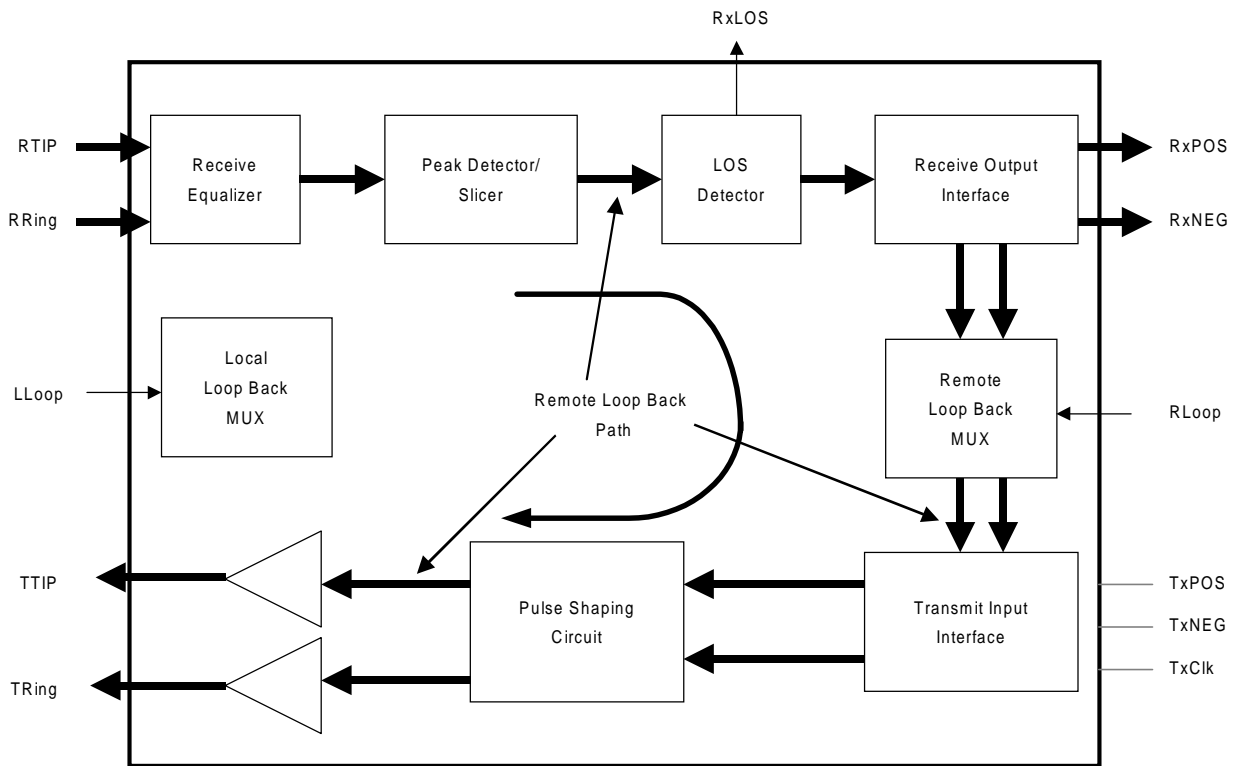 RxLOS
RTIP
RRing
Receive
Equalizer
Peak Detector/
Slicer
LOS
Detector
Receive Output
Interface
RxPOS
RxNEG
LLoop
Local
Loop Back
MUX
Remote Loop Back
Path
Remote
Loop Back
MUX
RLoop
TTIP
TRing
Pulse Shaping
Circuit
Transmit Input
Interface
TxPOS
TxNEG
TxClk